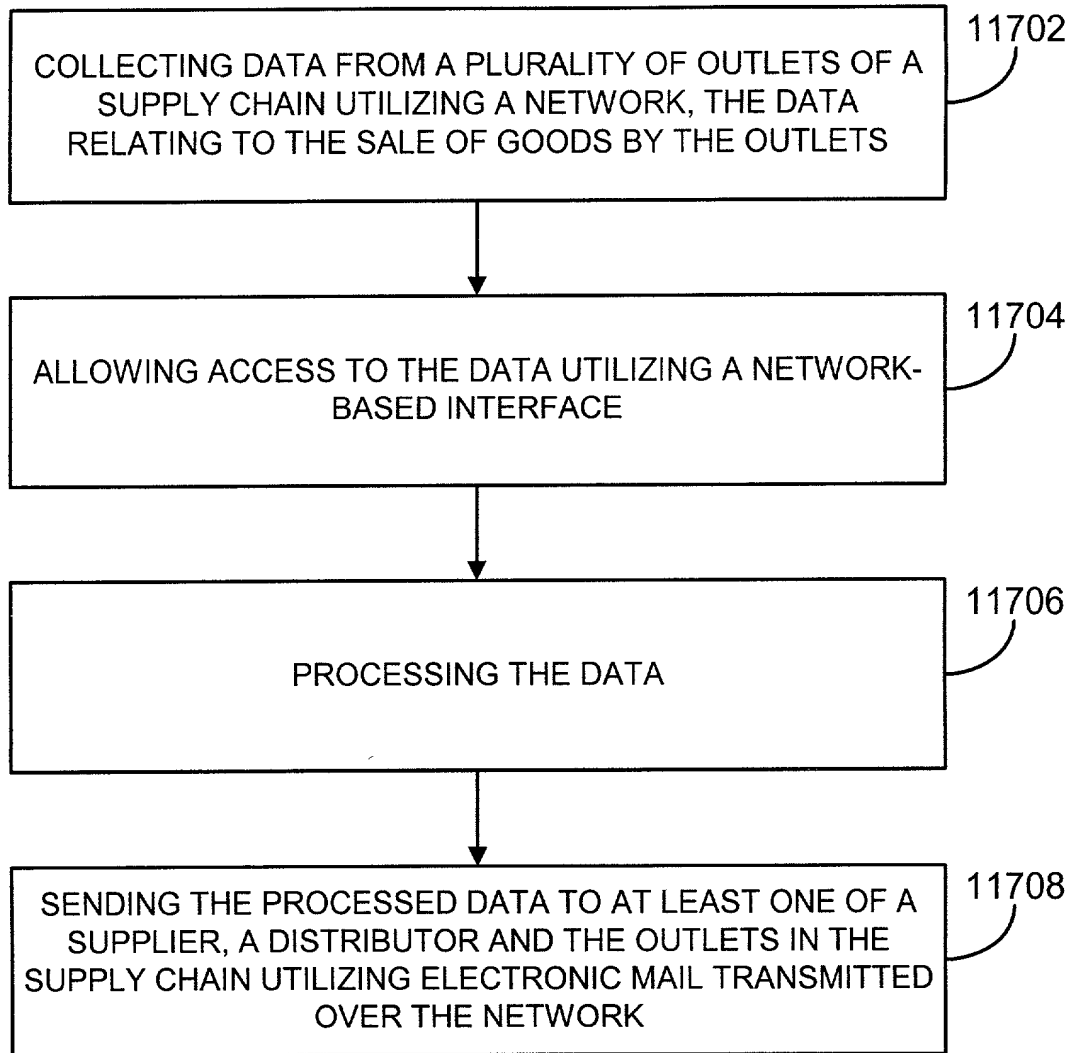 11702
COLLECTING DATA FROM A PLURALITY OF OUTLETS OF A
SUPPLY CHAIN UTILIZING A NETWORK, THE DATA
RELATING TO THE SALE OF GOODS BY THE OUTLETS
11704
ALLOWING ACCESS TO THE DATA UTILIZING A NETWORK-
BASED INTERFACE
11706
PROCESSING THE DATA
11708
SENDING THE PROCESSED DATA TO AT LEAST ONE OF A
SUPPLIER, A DISTRIBUTOR AND THE OUTLETS IN THE
SUPPLY CHAIN UTILIZING ELECTRONIC MAIL TRANSMITTED
OVER THE NETWORK